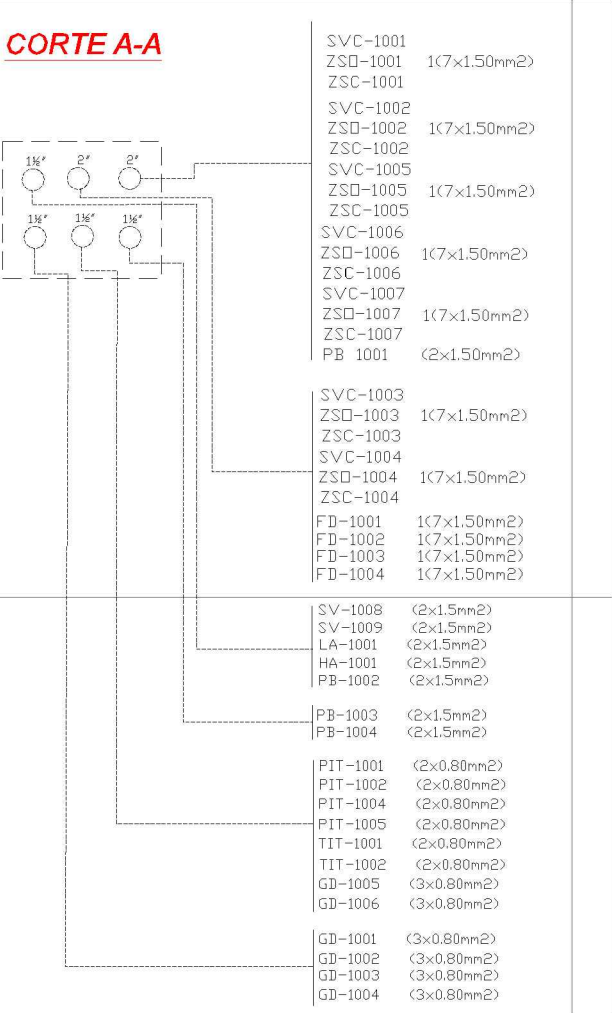 CORTE A-A
1½" 2" 2"
1½" 1½" 1½"
SVC-1001
ZSO-1001 1(7x1.50mm2)
ZSC-1001
SVC-1002
ZSO-1002 1(7x1.50mm2)
ZSC-1002
SVC-1005
ZSO-1005 1(7x1.50mm2)
ZSC-1005
SVC-1006
ZSO-1006 1(7x1.50mm2)
ZSC-1006
SVC-1007
ZSO-1007 1(7x1.50mm2)
ZSC-1007
PB 1001 (2x1.50mm2)
SVC-1003
ZSO-1003 1(7x1.50mm2)
ZSC-1003
SVC-1004
ZSO-1004 1(7x1.50mm2)
ZSC-1004
FD-1001 1(7x1.50mm2)
FD-1002 1(7x1.50mm2)
FD-1003 1(7x1.50mm2)
FD-1004 1(7x1.50mm2)
SV-1008 (2x1.5mm2)
SV-1009 (2x1.5mm2)
LA-1001 (2x1.5mm2)
HA-1001 (2x1.5mm2)
PB-1002 (2x1.5mm2)
PB-1003 (2x1.5mm2)
PB-1004 (2x1.5mm2)
PIT-1001 (2x0.80mm2)
PIT-1002 (2x0.80mm2)
PIT-1004 (2x0.80mm2)
PIT-1005 (2x0.80mm2)
TIT-1001 (2x0.80mm2)
TIT-1002 (2x0.80mm2)
GD-1005 (3x0.80mm2)
GD-1006 (3x0.80mm2)
GD-1001 (3x0.80mm2)
GD-1002 (3x0.80mm2)
GD-1003 (3x0.80mm2)
GD-1004 (3x0.80mm2)